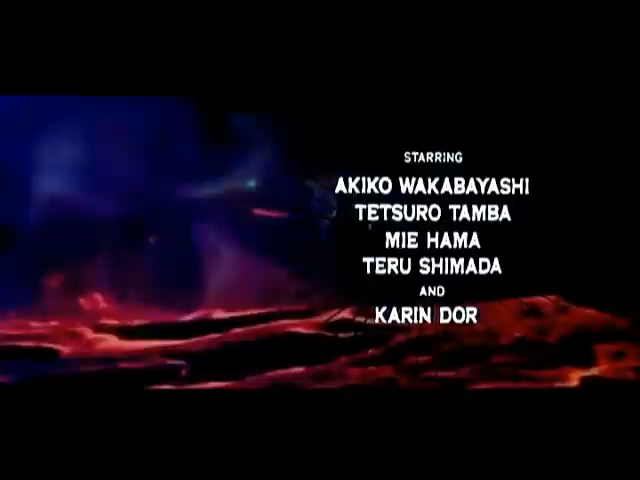 STARRING
AKIKO WAKABAYASHI
TETSURO TAMBA
MIE HAMA
TERU SHIMADA
AND
KARIN DOR